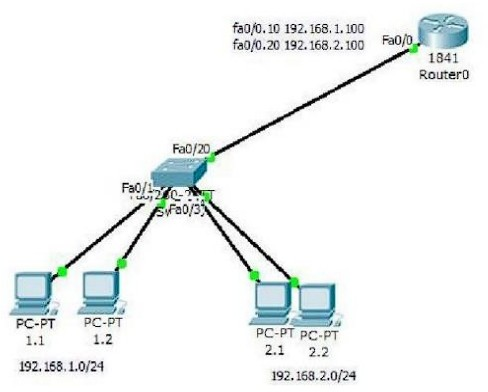 fa0/0.10 192.168.1.100
fa0/0.20 192.168.2.100
Fa0/0
1841
Router0
Fa0/20
Fa0/1
Fa0/3
PC-PT
1.1
PC-PT
1.2
PC-PT
2.1
PC-PT
2.2
192.168.1.0/24
192.168.2.0/24